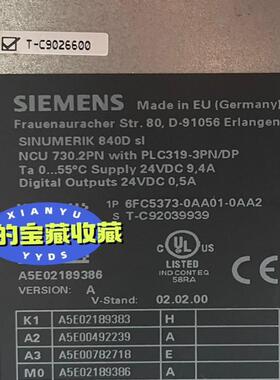 T-C9026600
SIEMENS Made in EU (Germany)
Frauenauracher Str. 80, D-91056 Erlangen
SINUMERIK 840D sl
NCU 730.2PN with PLC319-3PN/DP
Ta 0...55°C Supply 24VDC 9,4A
Digital Outputs 24VDC 0,5A
1P 6FC5373-0AA01-0AA2
S T-C92039939
XIANYU
的宝藏收藏
YYDS
A5E02189386
VERSION: A
UL
LISTED
IND CONT EQ
58RA
V-Stand: 02.02.00
K1 A5E02189383 H
A2 A5E00492239 A
A3 A5E00782718 E
M0 A5E02189386 A